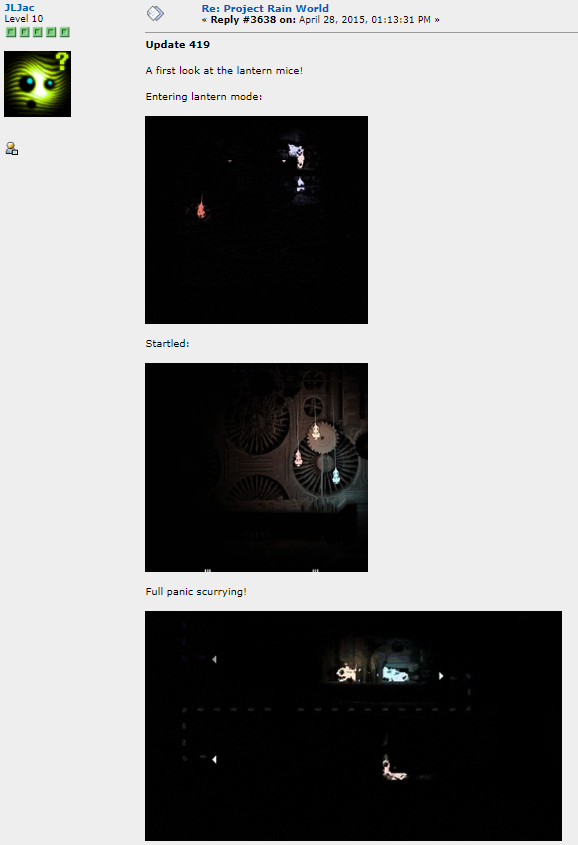 JLJac
Level 10
?
Re: Project Rain World
« Reply #3638 on: April 28, 2015, 01:13:31 PM »
Update 419
A first look at the lantern mice!
Entering lantern mode:
Startled:
Full panic scurrying!